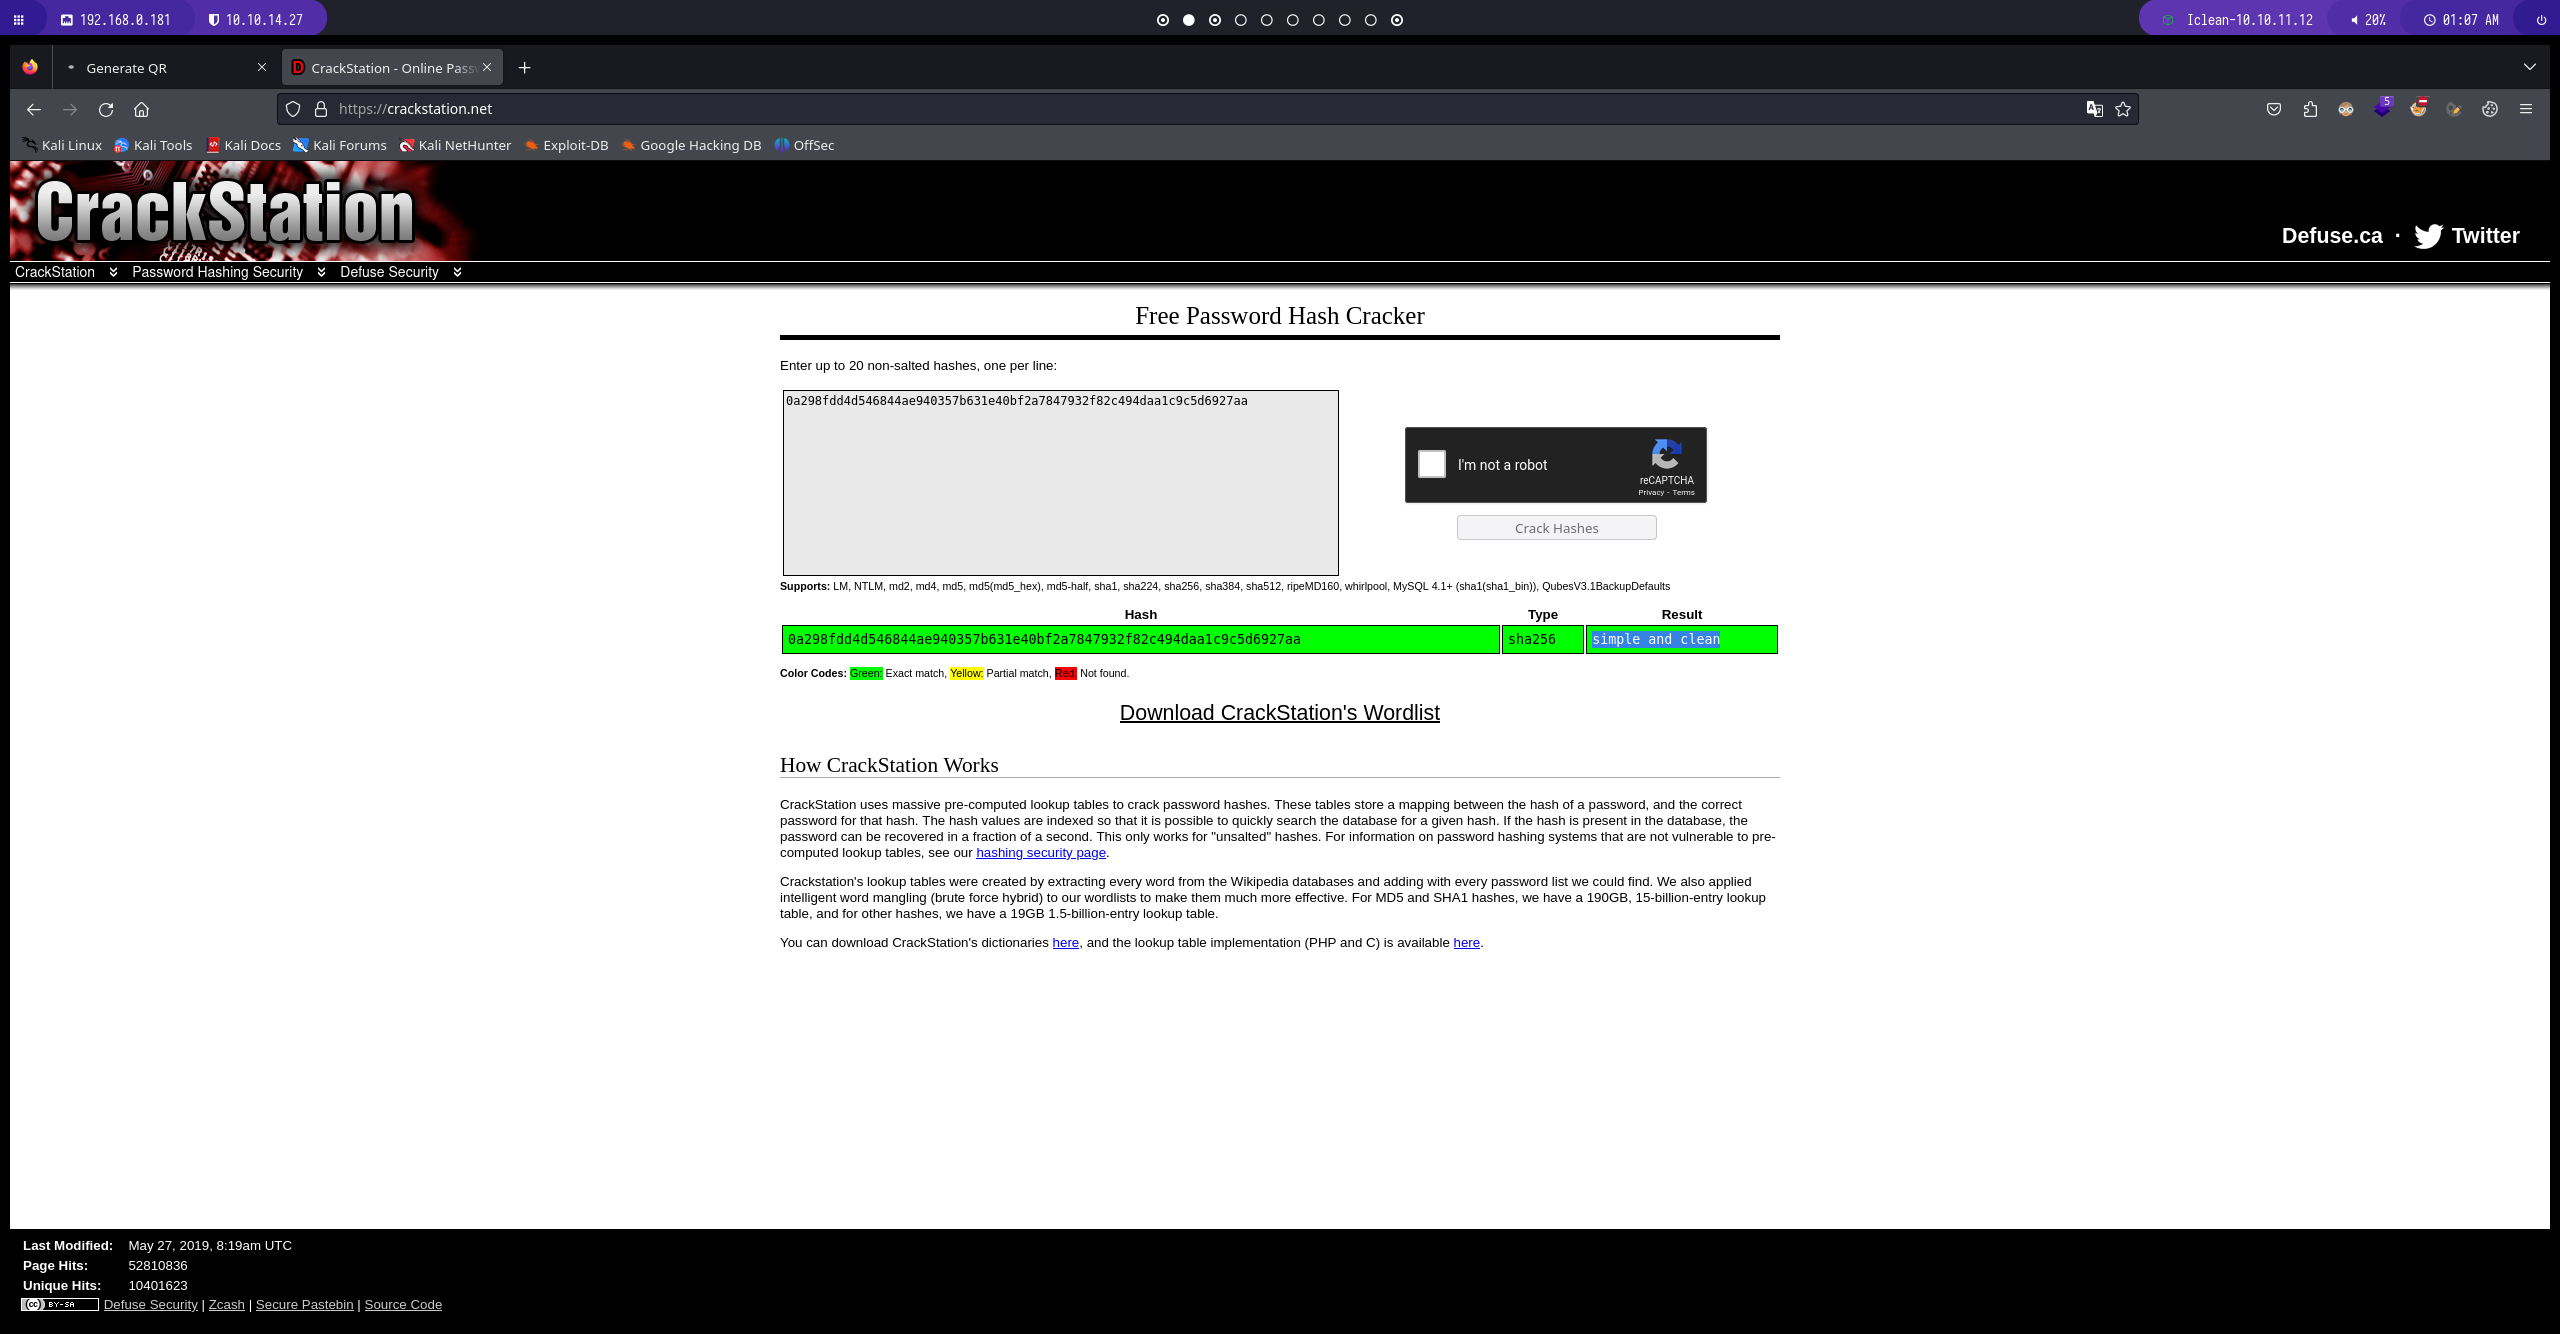 192.168.0.181 10.10.14.27 Iclean-10.10.11.12 20% 01:07 AM
Generate QR CrackStation - Online Pass
https://crackstation.net 5
Kali Linux Kali Tools Kali Docs Kali Forums Kali NetHunter Exploit-DB Google Hacking DB OffSec
CrackStation
Defuse.ca · Twitter
CrackStation Password Hashing Security Defuse Security
Free Password Hash Cracker
Enter up to 20 non-salted hashes, one per line:
0a298fdd4d546844ae940357b631e40bf2a7847932f82c494daa1c9c5d6927aa
I'm not a robot
reCAPTCHA
Privacy - Terms
Crack Hashes
Supports: LM, NTLM, md2, md4, md5, md5(md5_hex), md5-half, sha1, sha224, sha256, sha384, sha512, ripeMD160, whirlpool, MySQL 4.1+ (sha1(sha1_bin)), QubesV3.1BackupDefaults
Hash Type Result
0a298fdd4d546844ae940357b631e40bf2a7847932f82c494daa1c9c5d6927aa sha256 simple and clean
Color Codes: Green: Exact match, Yellow: Partial match, Red: Not found.
Download CrackStation's Wordlist
How CrackStation Works
CrackStation uses massive pre-computed lookup tables to crack password hashes. These tables store a mapping between the hash of a password, and the correct
password for that hash. The hash values are indexed so that it is possible to quickly search the database for a given hash. If the hash is present in the database, the
password can be recovered in a fraction of a second. This only works for "unsalted" hashes. For information on password hashing systems that are not vulnerable to pre-
computed lookup tables, see our hashing security page.
Crackstation's lookup tables were created by extracting every word from the Wikipedia databases and adding with every password list we could find. We also applied
intelligent word mangling (brute force hybrid) to our wordlists to make them much more effective. For MD5 and SHA1 hashes, we have a 190GB, 15-billion-entry lookup
table, and for other hashes, we have a 19GB 1.5-billion-entry lookup table.
You can download CrackStation's dictionaries here, and the lookup table implementation (PHP and C) is available here.
Last Modified: May 27, 2019, 8:19am UTC
Page Hits: 52810836
Unique Hits: 10401623
cc BY-SA Defuse Security | Zcash | Secure Pastebin | Source Code